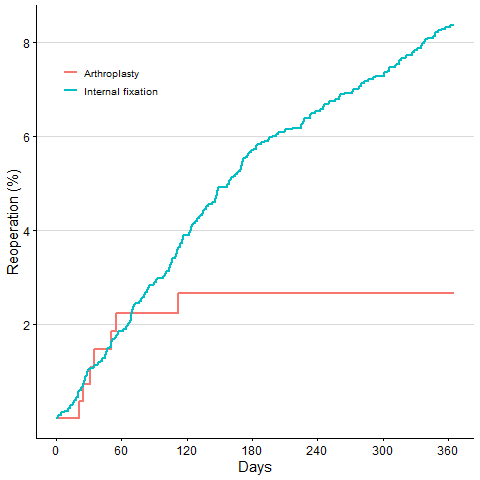 Reoperation (%)
8
6
4
2
Arthroplasty
Internal fixation
0 60 120 180 240 300 360
Days